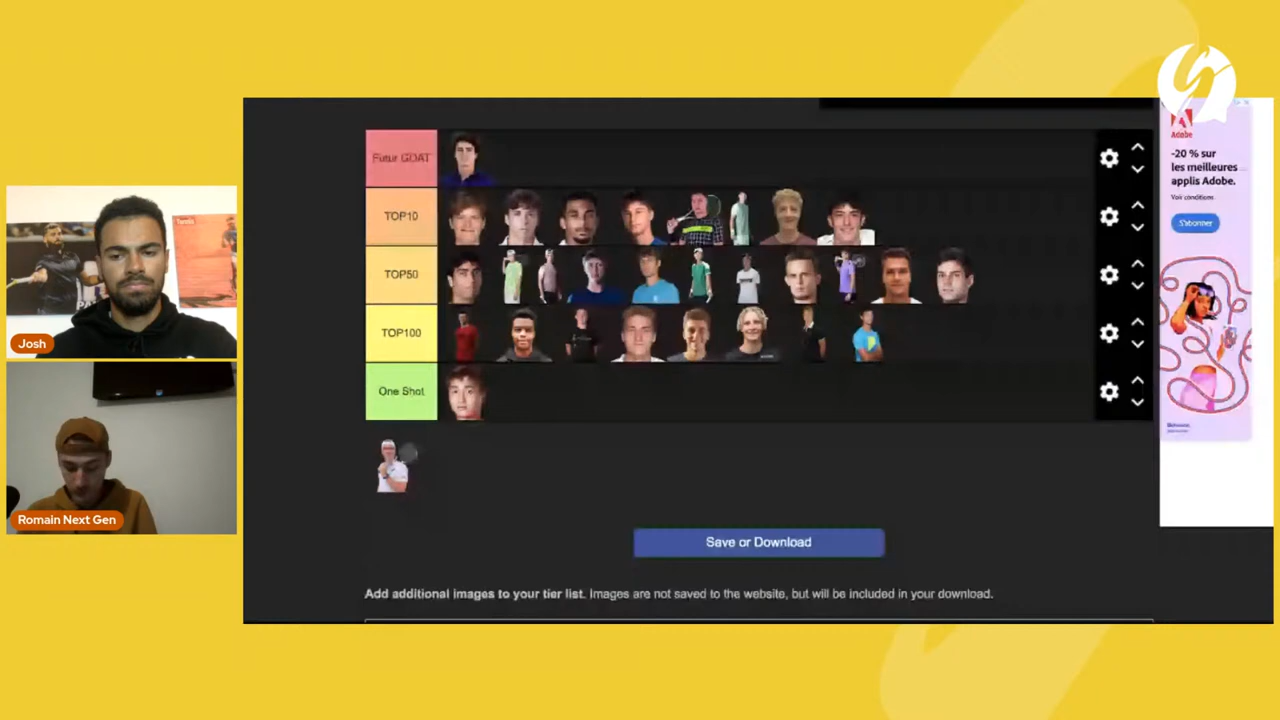 Adobe
-20 % sur
les meilleures
applis Adobe.
Voir conditions
S'abonner
Futur GOAT
TOP10
TOP50
TOP100
One Shot
Josh
Romain Next Gen
Save or Download
Add additional images to your tier list. Images are not saved to the website, but will be included in your download.